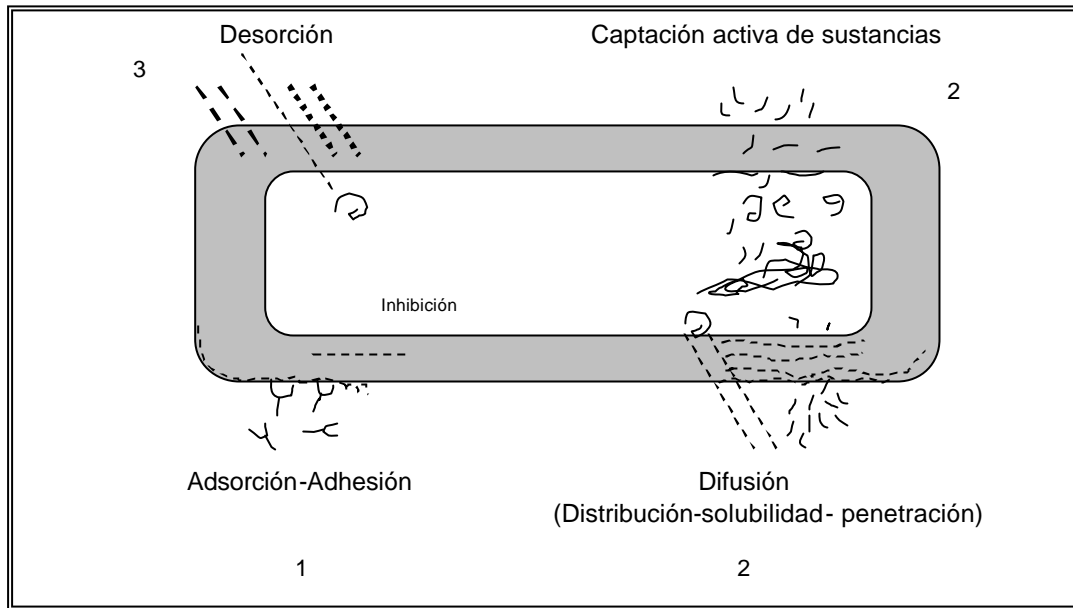 Desorción
Captación activa de sustancias
3
2
Inhibición
Adsorción-Adhesión
Difusión
(Distribución-solubilidad- penetración)
1
2